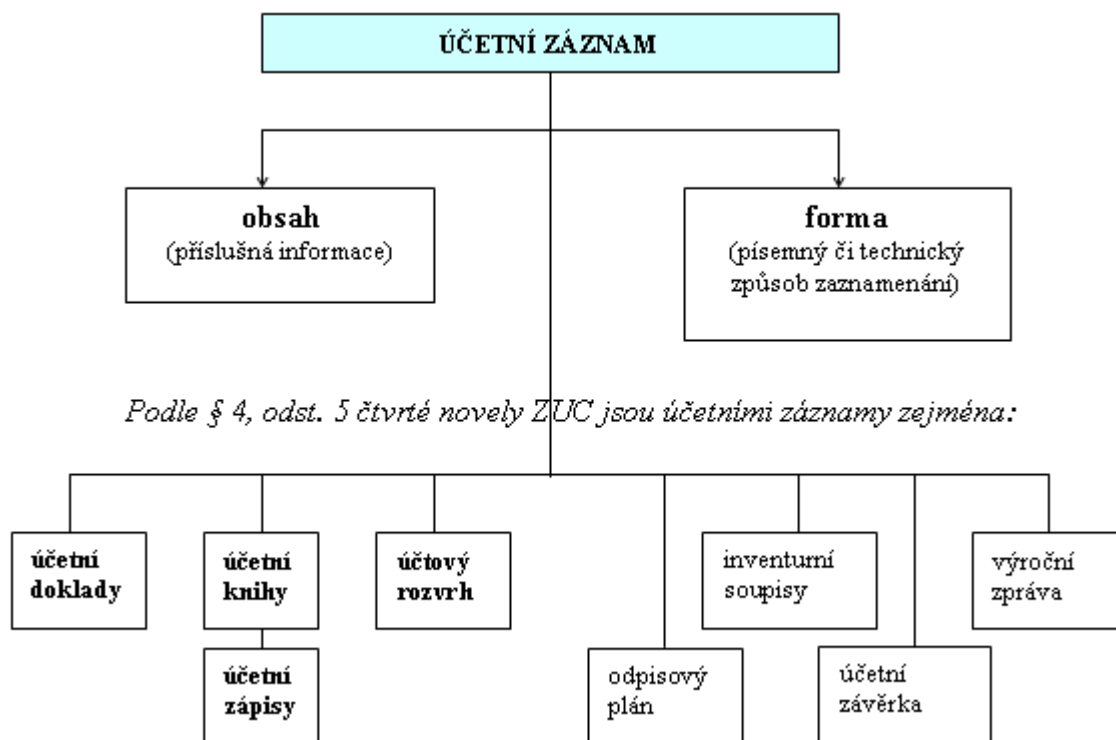 ÚČETNÍ ZÁZNAM
obsah
(příslušná informace)
forma
(písemný či technický
způsob zaznamenání)
Podle § 4, odst. 5 čtvrté novely ZUC jsou účetními záznamy zejména:
účetní
doklady
účetní
knihy
účtový
rozvrh
inventurní
soupisy
výroční
zpráva
účetní
zápisy
odpisový
plán
účetní
závěrka